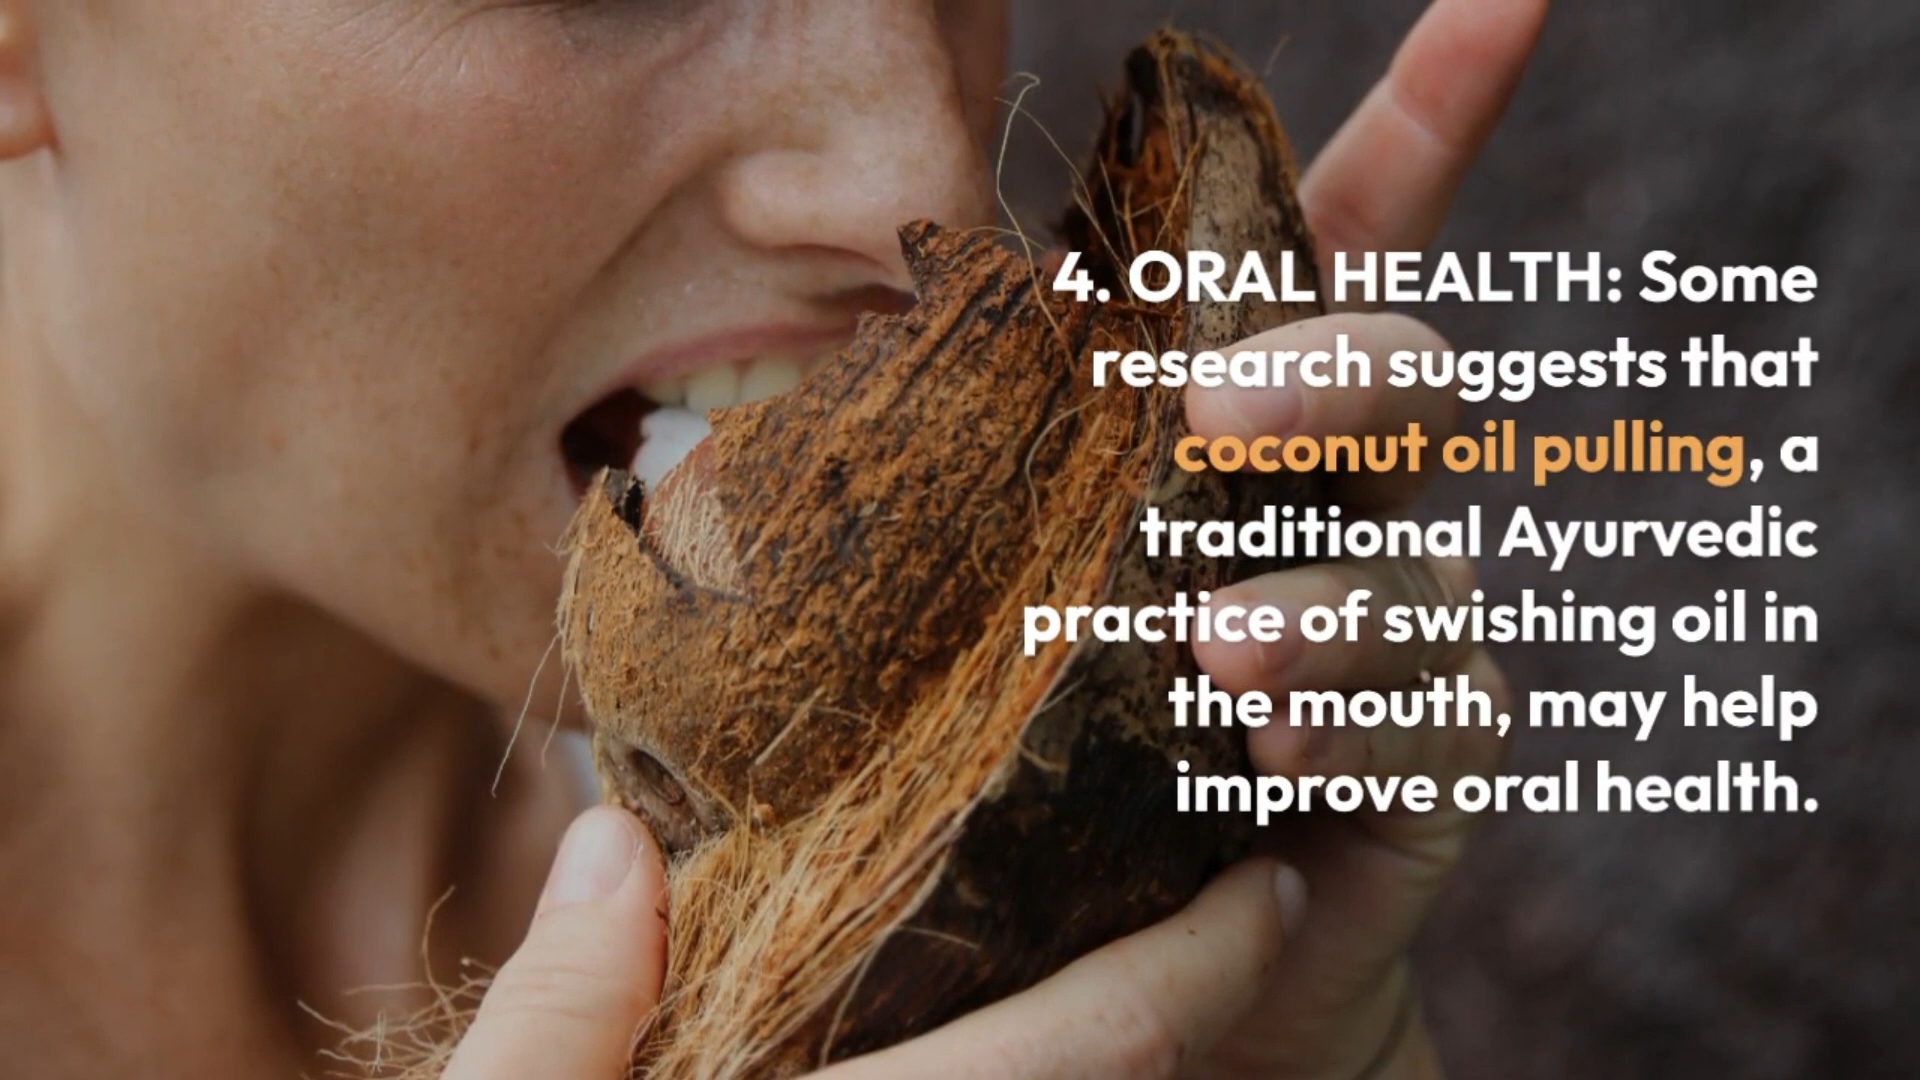 4. ORAL HEALTH: Some
research suggests that
coconut oil pulling, a
traditional Ayurvedic
practice of swishing oil in
the mouth, may help
improve oral health.